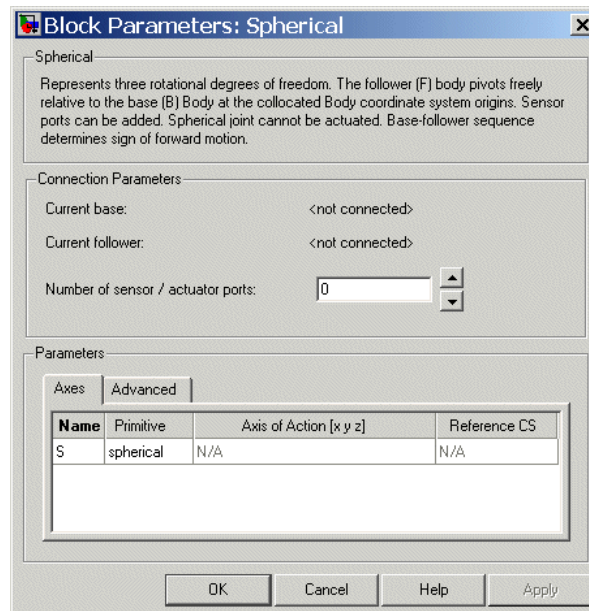 Block Parameters: Spherical
Spherical
Represents three rotational degrees of freedom. The follower (F) body pivots freely
relative to the base (B) Body at the collocated Body coordinate system origins. Sensor
ports can be added. Spherical joint cannot be actuated. Base-follower sequence
determines sign of forward motion.
Connection Parameters
Current base: <not connected>
Current follower: <not connected>
Number of sensor / actuator ports: 0
Parameters
Axes Advanced
Name Primitive Axis of Action [x y z] Reference CS
S spherical N/A N/A
OK Cancel Help Apply